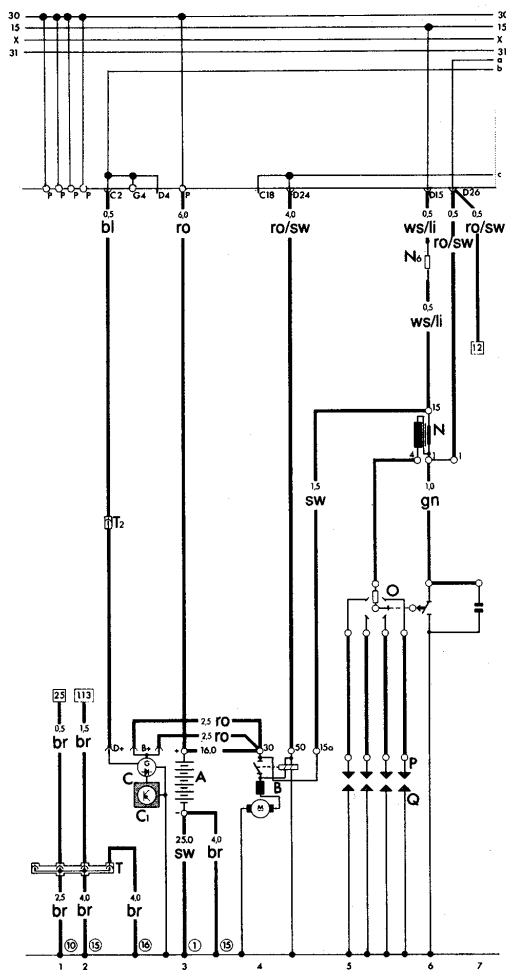 30 30
15 15
X X
31 31
a
b
c
P P P P C2 G4 D4 P C18 D24 D15 D26
0,5 6,0 4,0 0,5 0,5 0,5
bl ro ro/sw ws/li ro/sw ro/sw
N6
0,5
ws/li
12
15
N
4 1 1
1,5 1,0
sw gn
T2
O
25 113
2,5 ro
0,5 1,5 2,5 ro
br br D+ B+ + 16,0 30 50 15a
G
C A B P
C1 M Q
-
25,0 4,0
sw br
T
2,5 4,0 4,0
br br br
10 15 16 1 15
1 2 3 4 5 6 7